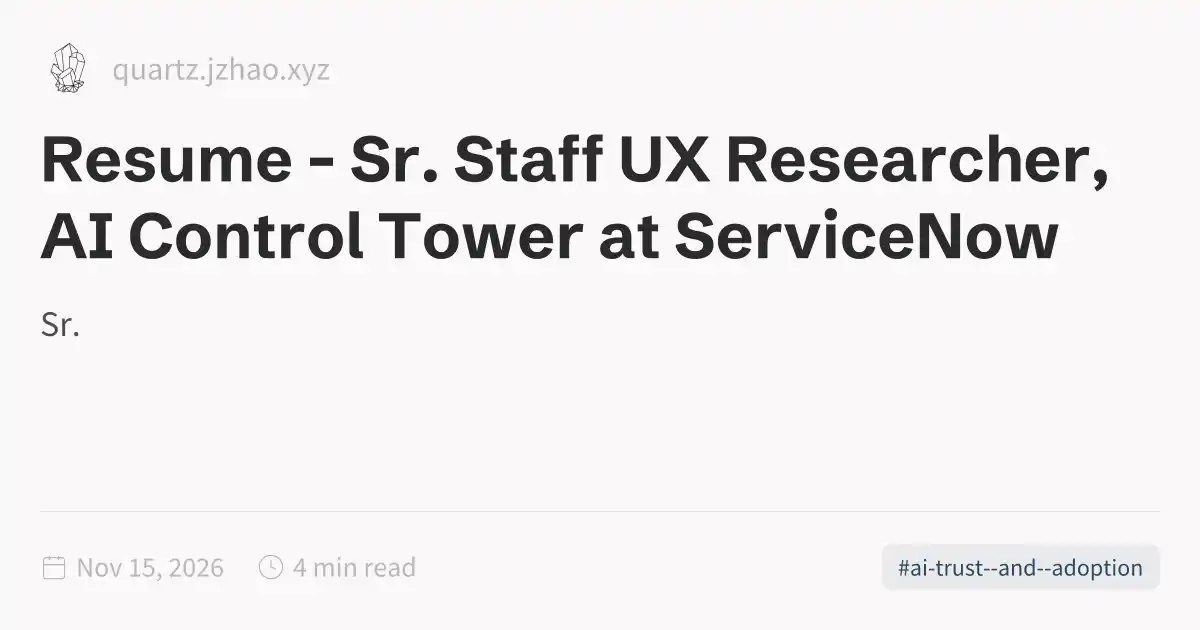 quartz.jzhao.xyz
Resume - Sr. Staff UX Researcher,
AI Control Tower at ServiceNow
Sr.
Nov 15, 2026
4 min read
#ai-trust--and--adoption